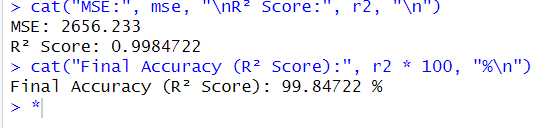 > cat("MSE:", mse, "\nR² Score:", r2, "\n")
MSE: 2656.233
R² Score: 0.9984722
> cat("Final Accuracy (R² Score):", r2 * 100, "%\n")
Final Accuracy (R² Score): 99.84722 %
> *